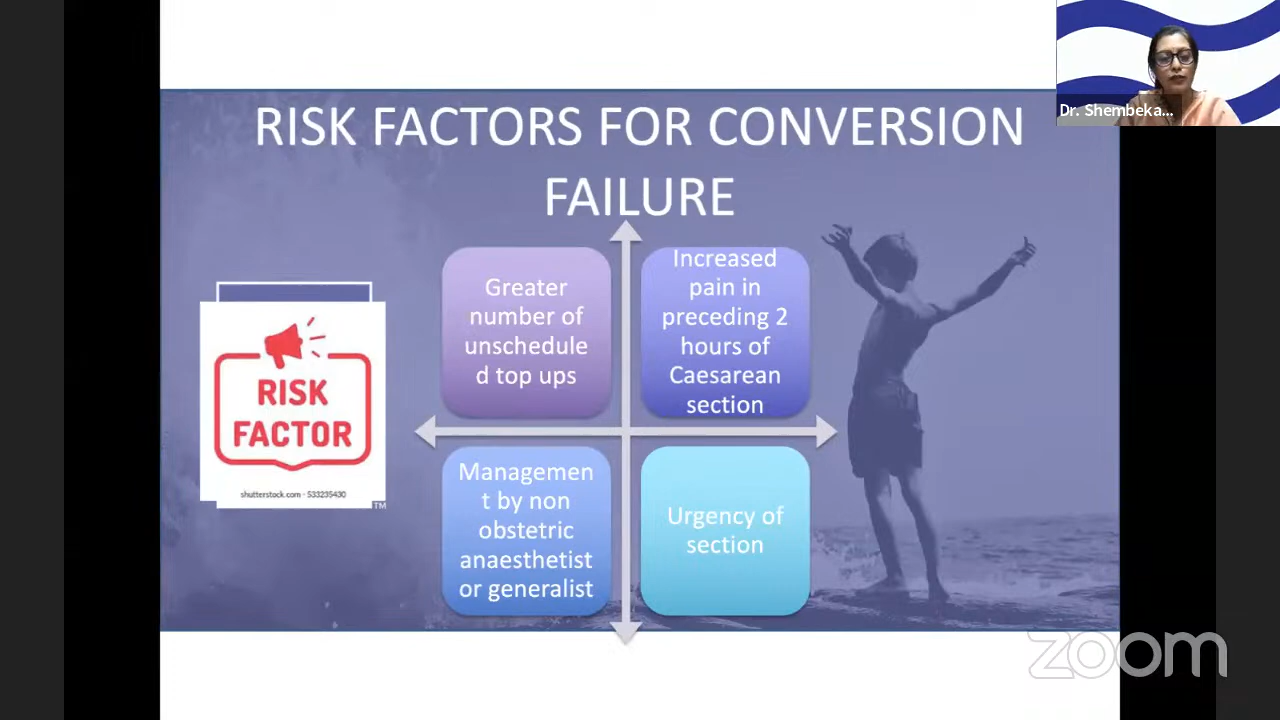 Dr. Shembeka...
RISK FACTORS FOR CONVERSION
FAILURE
Greater
number of
unschedule
d top ups
Increased
pain in
preceding 2
hours of
Caesarean
section
RISK
FACTOR
shutterstock.com · 533235430
TM
Managemen
t by non
obstetric
anaesthetist
or generalist
Urgency of
section
zoom